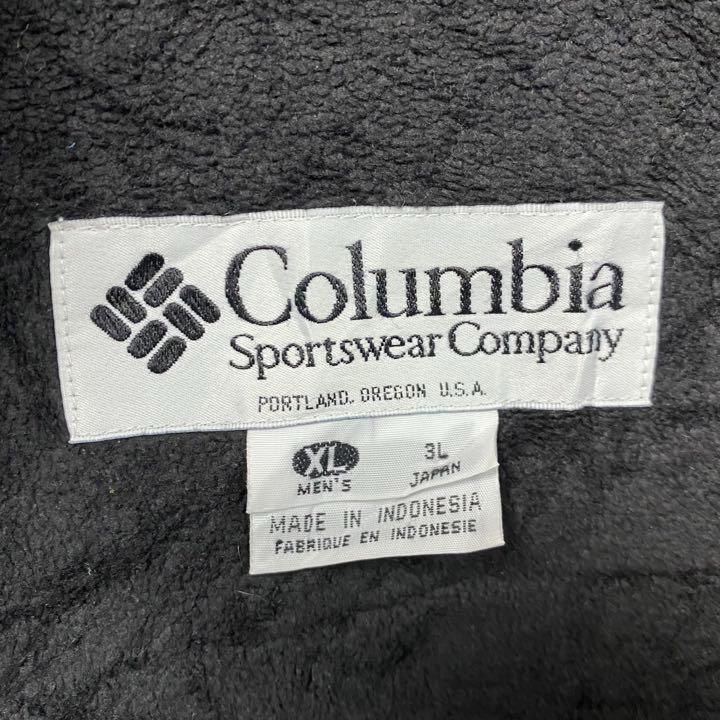 Columbia
Sportswear Company
PORTLAND, OREGON U.S.A.
XL 3L
MEN'S JAPAN
MADE IN INDONESIA
FABRIQUE EN INDONESIE